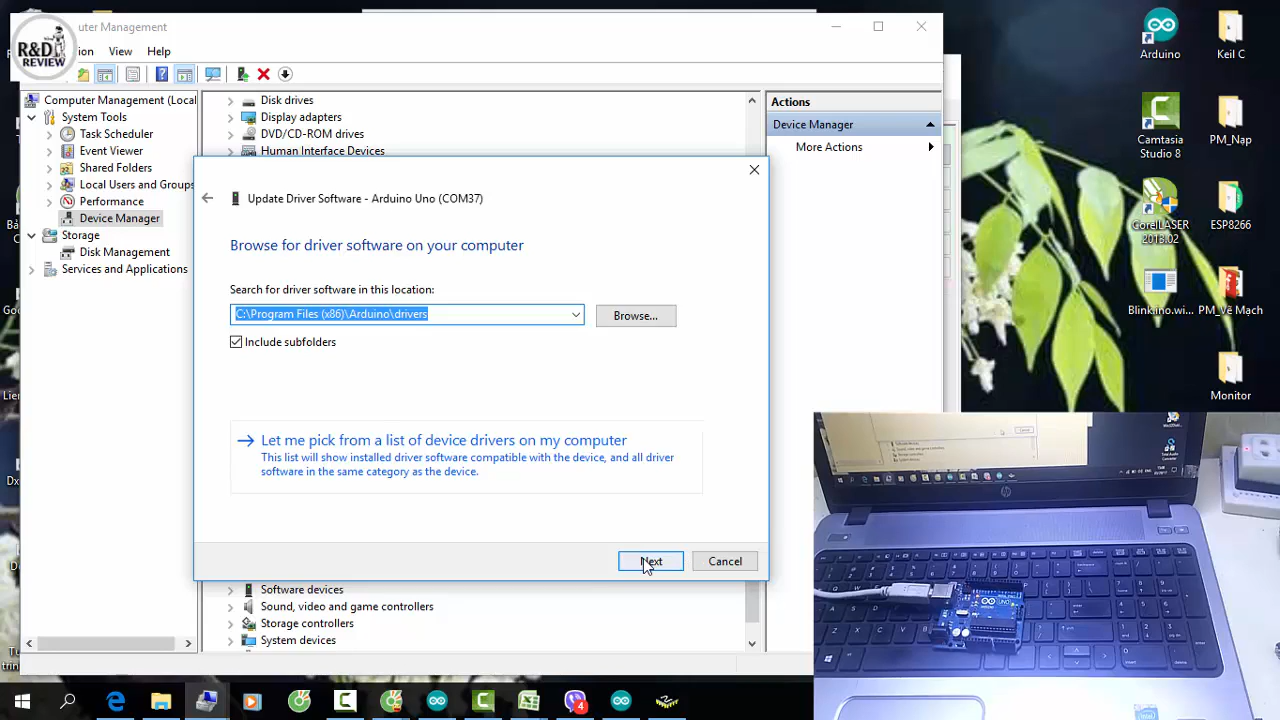 R&D
REVIEW
uter Management
ion View Help
Computer Management (Local
System Tools
Task Scheduler
Event Viewer
Shared Folders
Local Users and Groups
Performance
Device Manager
Storage
Disk Management
Services and Applications
Disk drives
Display adapters
DVD/CD-ROM drives
Human Interface Devices
Actions
Device Manager
More Actions
Update Driver Software - Arduino Uno (COM37)
Browse for driver software on your computer
Search for driver software in this location:
C:\Program Files (x86)\Arduino\drivers
Browse...
Include subfolders
Let me pick from a list of device drivers on my computer
This list will show installed driver software compatible with the device, and all driver
software in the same category as the device.
Next
Cancel
Software devices
Sound, video and game controllers
Storage controllers
System devices
Arduino
Keil C
Camtasia
Studio 8
PM_Nạp
CorelLASER
2013.02
ESP8266
Blinkline.wi...
PM_Vẽ Mạch
Monitor
4
UNO